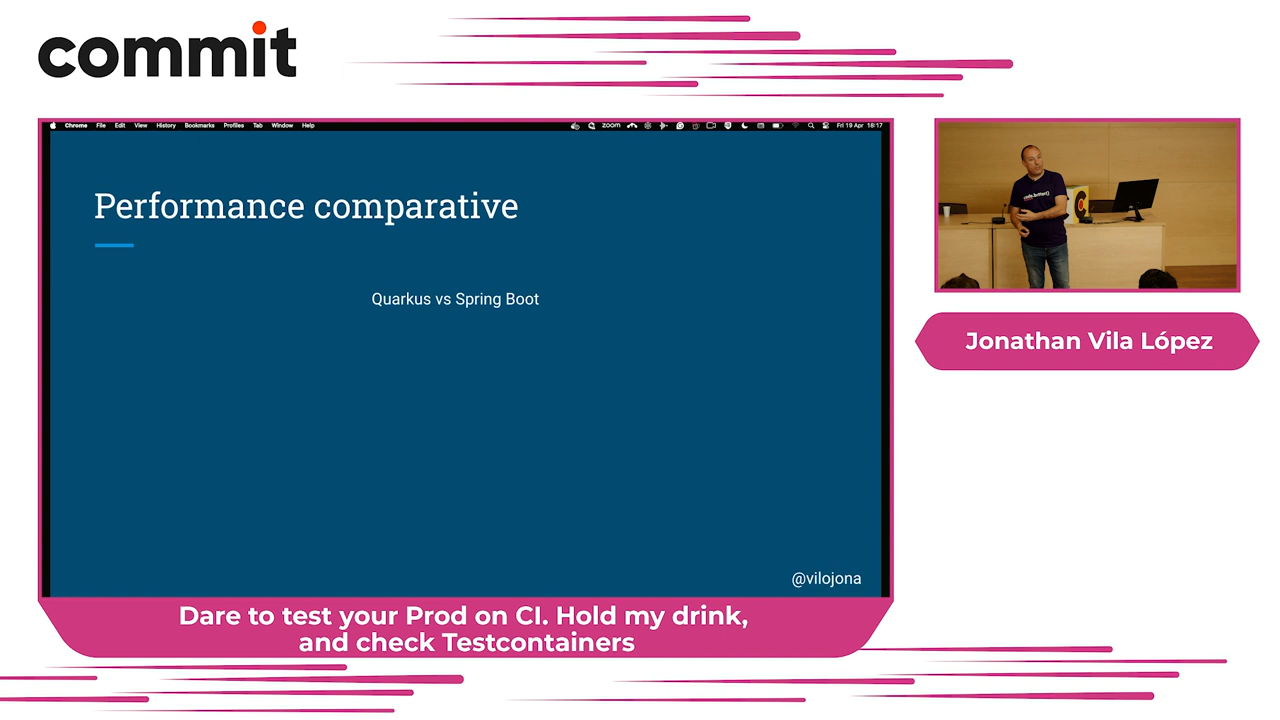 commit
Chrome File Edit View History Bookmarks Profiles Tab Window Help
zoom Fri 19 Apr 18:17
Performance comparative
Quarkus vs Spring Boot
@vilojona
Jonathan Vila López
Dare to test your Prod on CI. Hold my drink,
and check Testcontainers